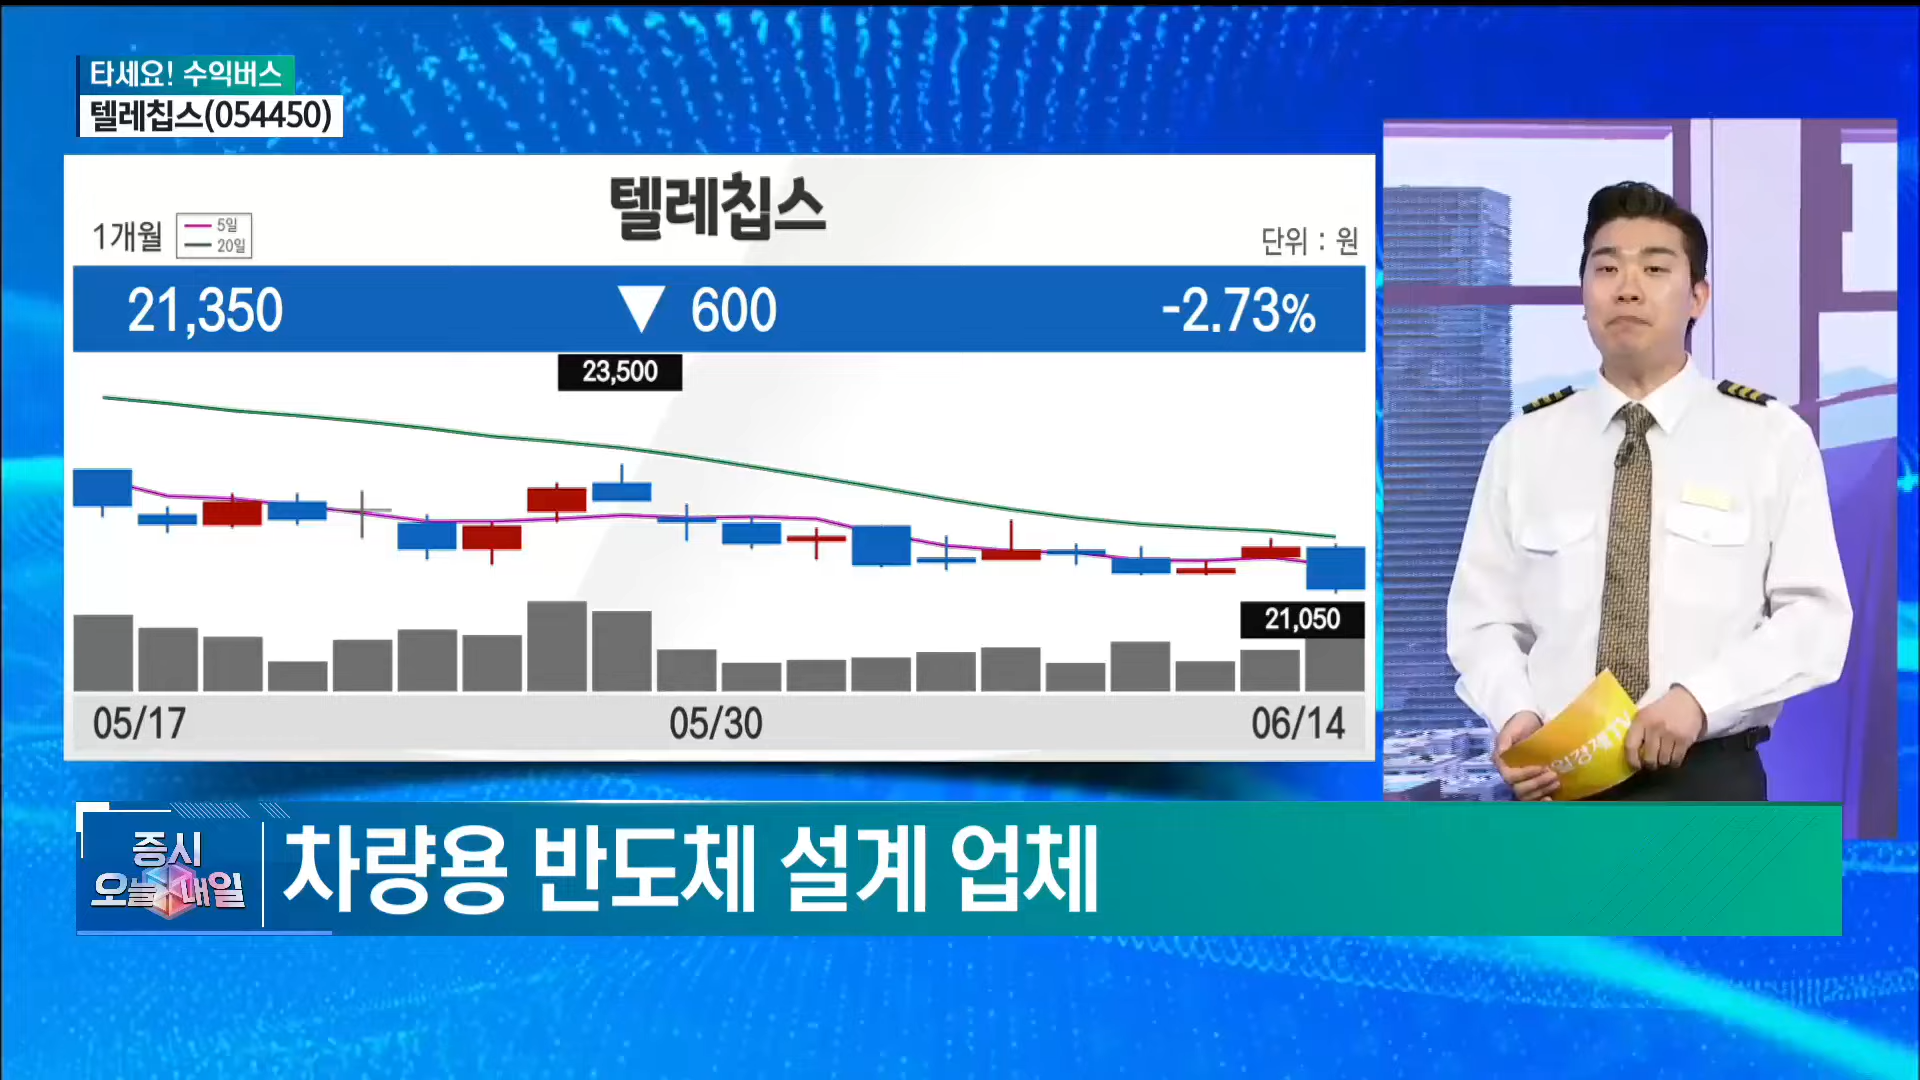 타세요! 수익버스
텔레칩스(054450)
텔레칩스
1개월
5일
20일
단위 : 원
21,350 ▼ 600 -2.73%
23,500
21,050
05/17 05/30 06/14
증시
오늘 매일
차량용 반도체 설계 업체